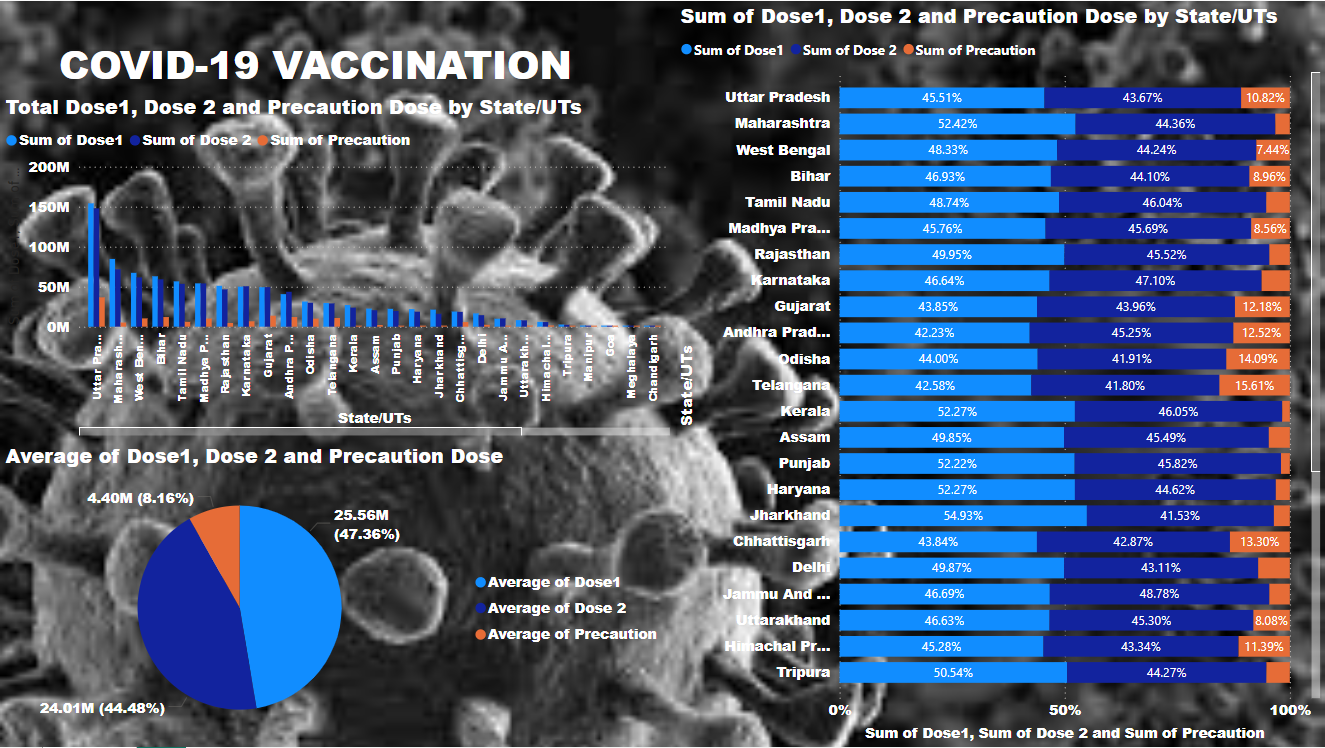 COVID-19 VACCINATION
Total Dose1, Dose 2 and Precaution Dose by State/UTs
Sum of Dose1 Sum of Dose 2 Sum of Precaution
200M
150M
100M
50M
0M
Uttar Pra...
Maharash...
West Ben...
Bihar
Tamil Nadu
Madhya P...
Rajasthan
Karnataka
Gujarat
Andhra P...
Odisha
Telangana
Kerala
Assam
Punjab
Haryana
Jharkhand
Chhattisg...
Delhi
Jammu A...
Uttarakh...
Himachal...
Tripura
Manipur
Goa
Meghalaya
Chandigarh
State/UTs
Average of Dose1, Dose 2 and Precaution Dose
4.40M (8.16%)
25.56M
(47.36%)
24.01M (44.48%)
Average of Dose1
Average of Dose 2
Average of Precaution
Sum of Dose1, Dose 2 and Precaution Dose by State/UTs
Sum of Dose1 Sum of Dose 2 Sum of Precaution
State/UTs
Uttar Pradesh 45.51% 43.67% 10.82%
Maharashtra 52.42% 44.36%
West Bengal 48.33% 44.24% 7.44%
Bihar 46.93% 44.10% 8.96%
Tamil Nadu 48.74% 46.04%
Madhya Pra... 45.76% 45.69% 8.56%
Rajasthan 49.95% 45.52%
Karnataka 46.64% 47.10%
Gujarat 43.85% 43.96% 12.18%
Andhra Prad... 42.23% 45.25% 12.52%
Odisha 44.00% 41.91% 14.09%
Telangana 42.58% 41.80% 15.61%
Kerala 52.27% 46.05%
Assam 49.85% 45.49%
Punjab 52.22% 45.82%
Haryana 52.27% 44.62%
Jharkhand 54.93% 41.53%
Chhattisgarh 43.84% 42.87% 13.30%
Delhi 49.87% 43.11%
Jammu And ... 46.69% 48.78%
Uttarakhand 46.63% 45.30% 8.08%
Himachal Pr... 45.28% 43.34% 11.39%
Tripura 50.54% 44.27%
0% 50% 100%
Sum of Dose1, Sum of Dose 2 and Sum of Precaution